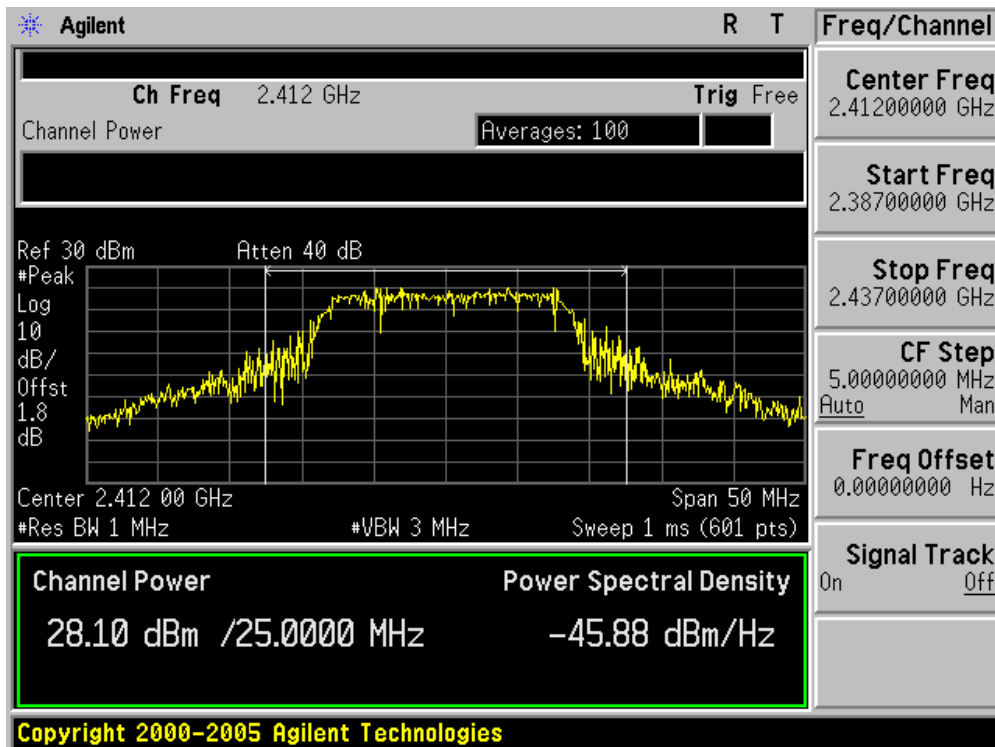 Agilent R T Freq/Channel
Ch Freq 2.412 GHz Trig Free
Channel Power Averages: 100
Center Freq
2.41200000 GHz
Start Freq
2.38700000 GHz
Stop Freq
2.43700000 GHz
CF Step
5.00000000 MHz
Auto Man
Freq Offset
0.00000000 Hz
Signal Track
On Off
Ref 30 dBm Atten 40 dB
#Peak
Log
10
dB/
Offst
1.8
dB
Center 2.412 00 GHz Span 50 MHz
#Res BW 1 MHz #VBW 3 MHz Sweep 1 ms (601 pts)
Channel Power Power Spectral Density
28.10 dBm /25.0000 MHz -45.88 dBm/Hz
Copyright 2000-2005 Agilent Technologies